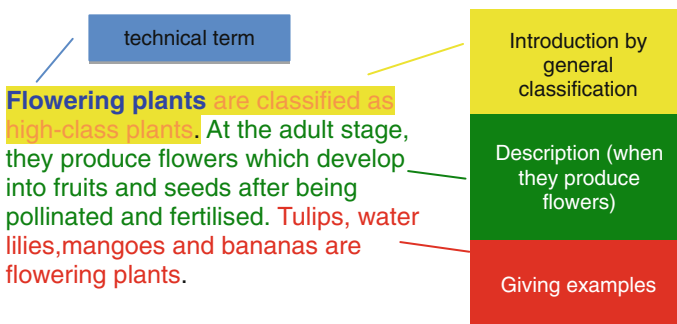 technical term
Flowering plants are classified as
high-class plants. At the adult stage,
they produce flowers which develop
into fruits and seeds after being
pollinated and fertilised. Tulips, water
lilies,mangoes and bananas are
flowering plants.
Introduction by
general
classification
Description (when
they produce
flowers)
Giving examples